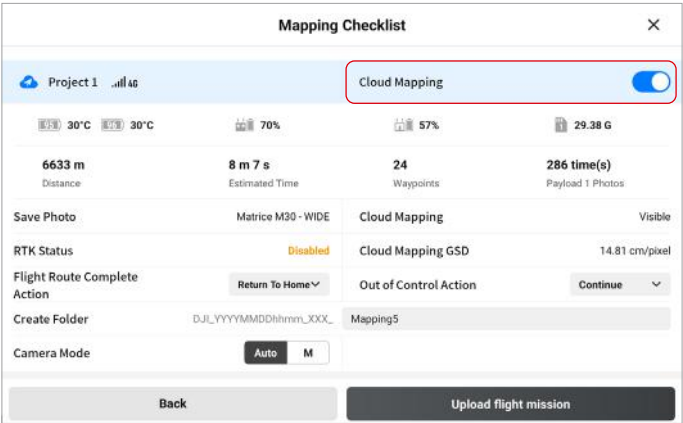 Mapping Checklist ×
Project 1 4G Cloud Mapping
95 30°C 96 30°C 70% 57% 29.38 G
6633 m 8 m 7 s 24 286 time(s)
Distance Estimated Time Waypoints Payload 1 Photos
Save Photo Matrice M30 - WIDE Cloud Mapping Visible
RTK Status Disabled Cloud Mapping GSD 14.81 cm/pixel
Flight Route Complete
Action Return To Home Out of Control Action Continue
Create Folder DJI_YYYYMMDDhhmm_XXX_ Mapping5
Camera Mode Auto M
Back Upload flight mission